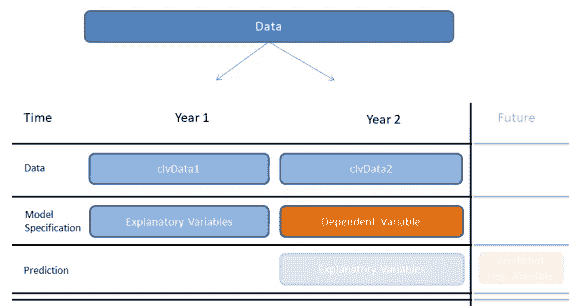 Data
Time Year 1 Year 2 Future
Data clvData1 clvData2
Model
Specification Explanatory Variables Dependent Variable
Prediction Explanatory Variables